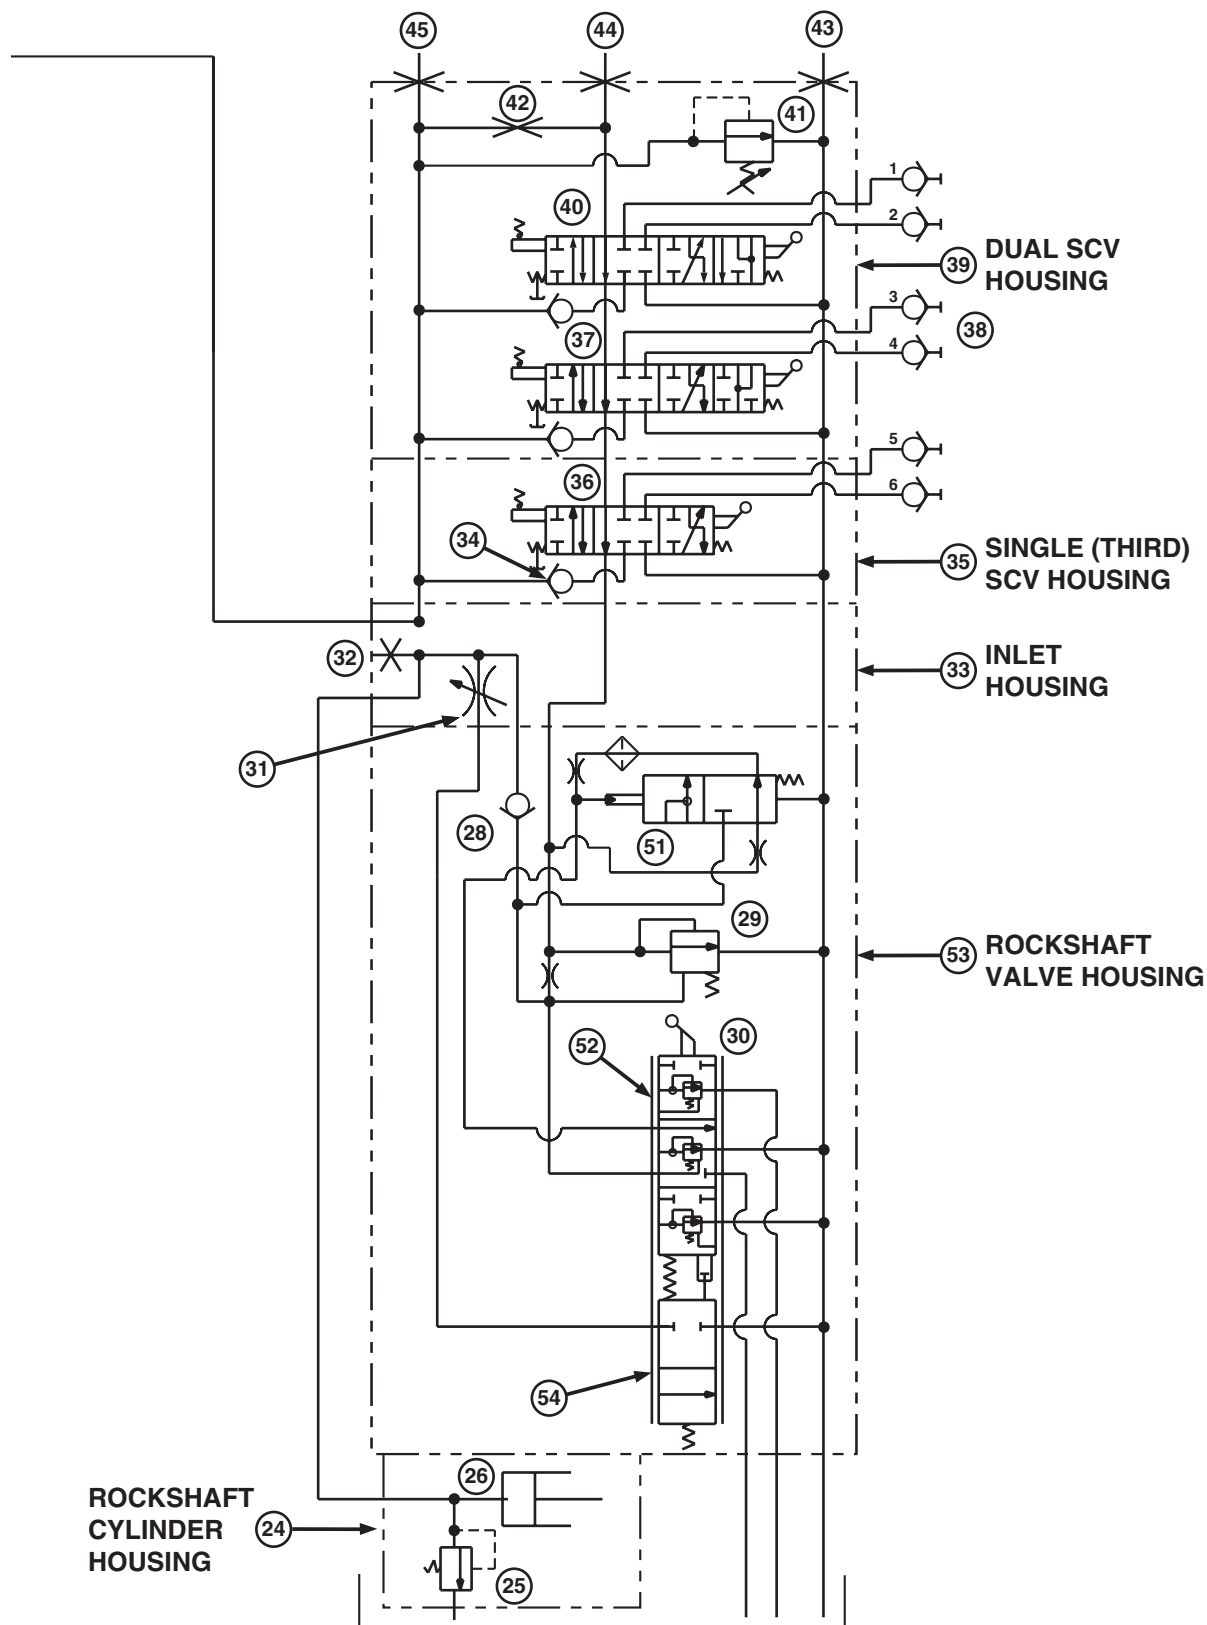 45
44
43
42
41
1
40
2
39
DUAL SCV
HOUSING
3
37
38
4
5
36
6
34
35
SINGLE (THIRD)
SCV HOUSING
32
33
INLET
HOUSING
31
28
51
29
53
ROCKSHAFT
VALVE HOUSING
52
30
54
26
ROCKSHAFT
CYLINDER
HOUSING
24
25